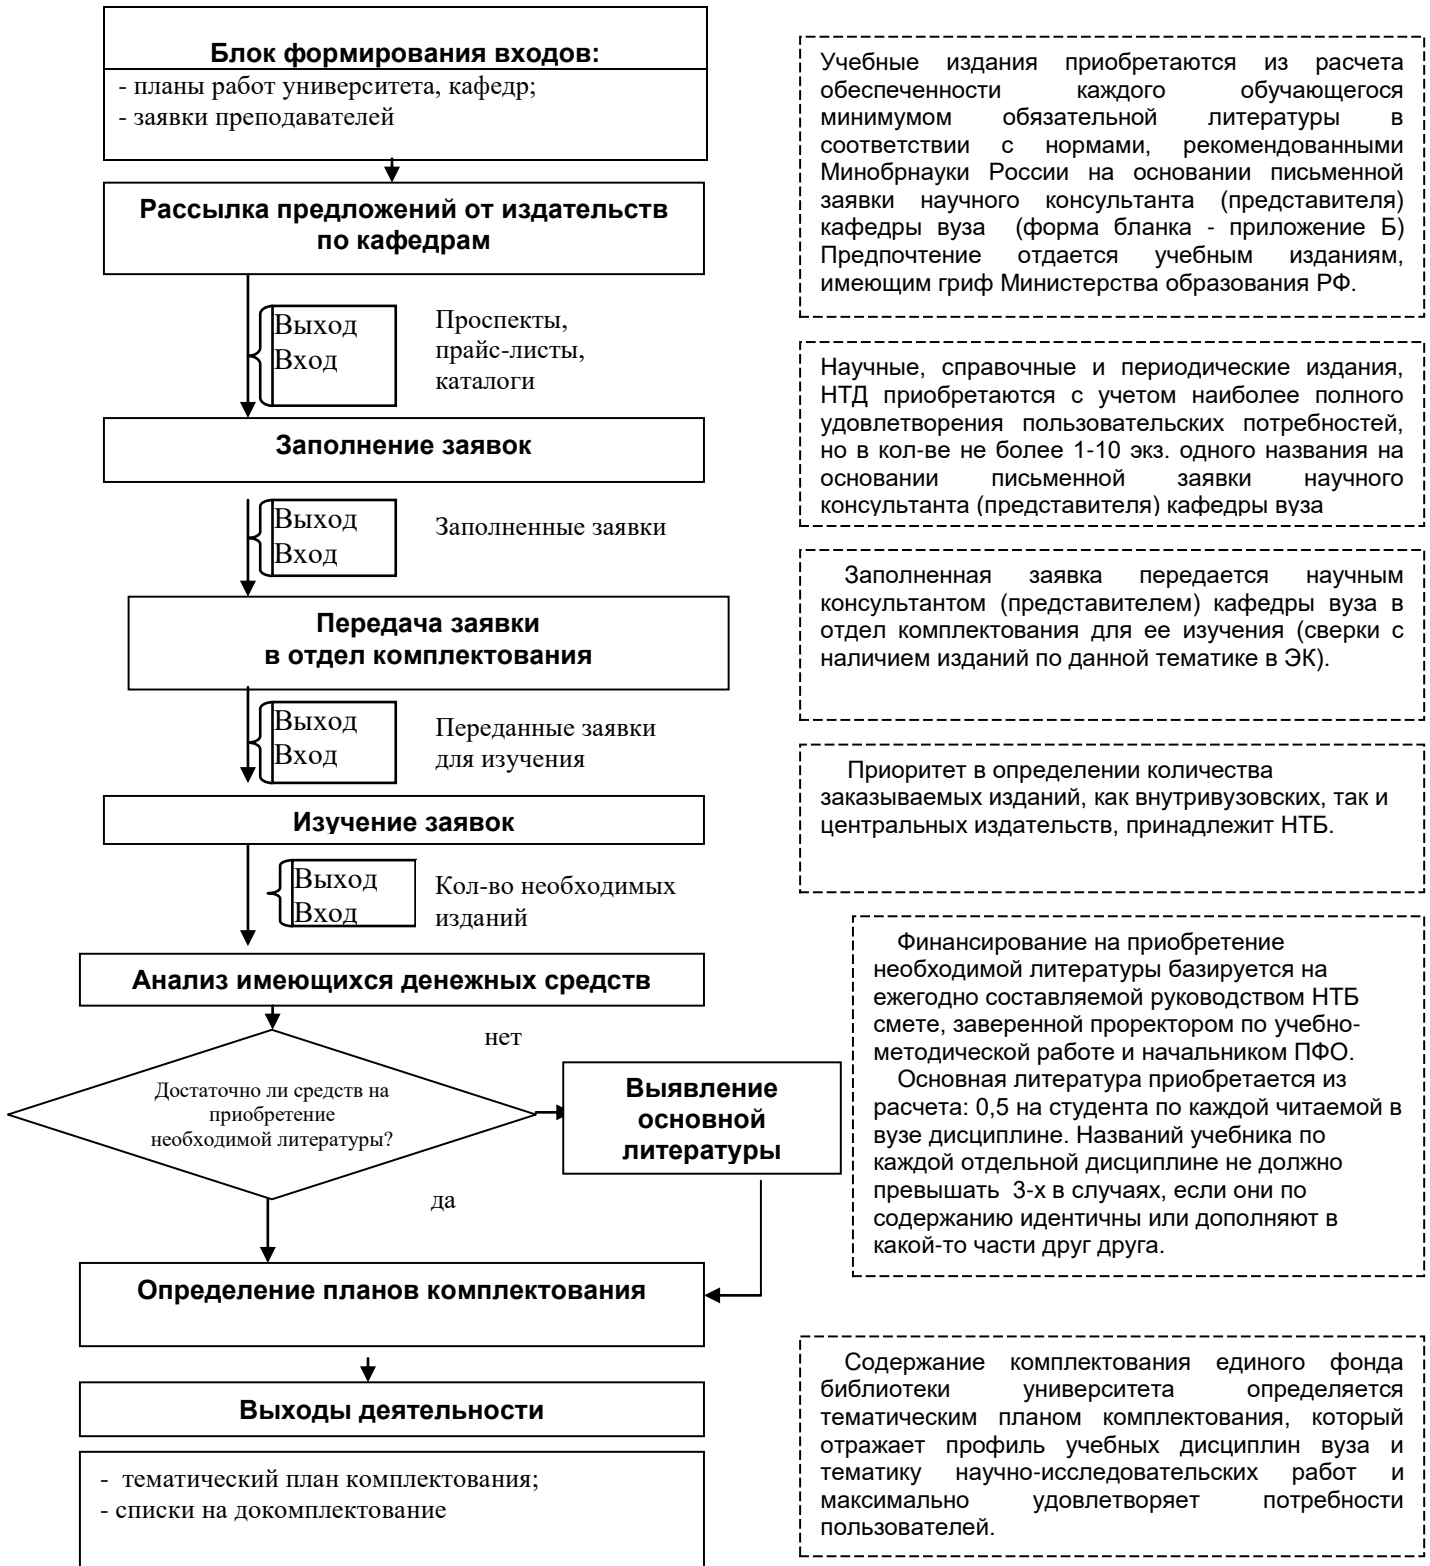 Блок формирования входов:
- планы работ университета, кафедр;
- заявки преподавателей
Рассылка предложений от издательств
по кафедрам
Выход
Вход
Проспекты,
прайс-листы,
каталоги
Заполнение заявок
Выход
Вход
Заполненные заявки
Передача заявки
в отдел комплектования
Выход
Вход
Переданные заявки
для изучения
Изучение заявок
Выход
Вход
Кол-во необходимых
изданий
Анализ имеющихся денежных средств
нет
Достаточно ли средств на
приобретение
необходимой литературы?
Выявление
основной
литературы
да
Определение планов комплектования
Выходы деятельности
- тематический план комплектования;
- списки на докомплектование
Учебные издания приобретаются из расчета
обеспеченности каждого обучающегося
минимумом обязательной литературы в
соответствии с нормами, рекомендованными
Минобрнауки России на основании письменной
заявки научного консультанта (представителя)
кафедры вуза (форма бланка - приложение Б)
Предпочтение отдается учебным изданиям,
имеющим гриф Министерства образования РФ.
Научные, справочные и периодические издания,
НТД приобретаются с учетом наиболее полного
удовлетворения пользовательских потребностей,
но в кол-ве не более 1-10 экз. одного названия на
основании письменной заявки научного
консультанта (представителя) кафедры вуза
Заполненная заявка передается научным
консультантом (представителем) кафедры вуза в
отдел комплектования для ее изучения (сверки с
наличием изданий по данной тематике в ЭК).
Приоритет в определении количества
заказываемых изданий, как внутривузовских, так и
центральных издательств, принадлежит НТБ.
Финансирование на приобретение
необходимой литературы базируется на
ежегодно составляемой руководством НТБ
смете, заверенной проректором по учебно-
методической работе и начальником ПФО.
Основная литература приобретается из
расчета: 0,5 на студента по каждой читаемой в
вузе дисциплине. Названий учебника по
каждой отдельной дисциплине не должно
превышать 3-х в случаях, если они по
содержанию идентичны или дополняют в
какой-то части друг друга.
Содержание комплектования единого фонда
библиотеки университета определяется
тематическим планом комплектования, который
отражает профиль учебных дисциплин вуза и
тематику научно-исследовательских работ и
максимально удовлетворяет потребности
пользователей.